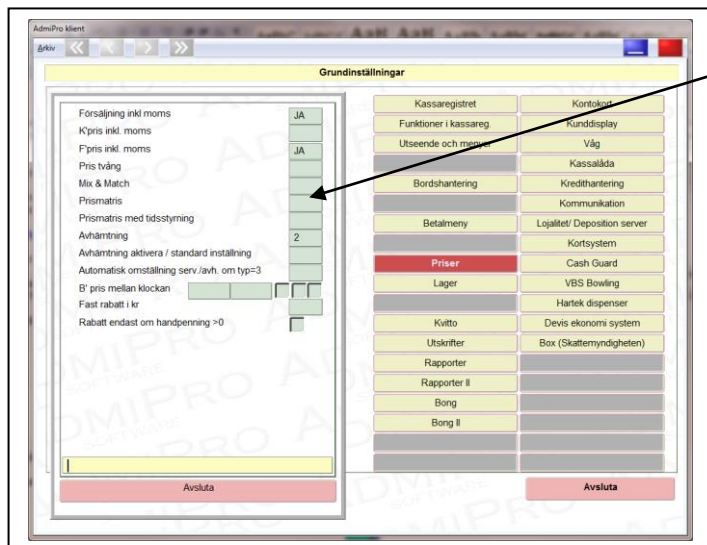 AdmiPro klient
Arkiv
Grundinställningar
Försäljning inkl moms JA
K'pris inkl. moms
F'pris inkl. moms JA
Pris tvång
Mix & Match
Prismatris
Prismatris med tidsstyrning
Avhämtning 2
Avhämtning aktivera / standard inställning
Automatisk omställning serv./avh. om typ=3
B' pris mellan klockan
Fast rabatt i kr
Rabatt endast om handpenning >0
Avsluta
Kassaregistret
Funktioner i kassareg.
Utseende och menyer
Bordshantering
Betalmeny
Priser
Lager
Kvitto
Utskrifter
Rapporter
Rapporter II
Bong
Bong II
Kontokort
Kunddisplay
Våg
Kassalåda
Kredithantering
Kommunikation
Lojalitet/ Deposition server
Kortsystem
Cash Guard
VBS Bowling
Hartek dispenser
Devis ekonomi system
Box (Skattemyndigheten)
Avsluta